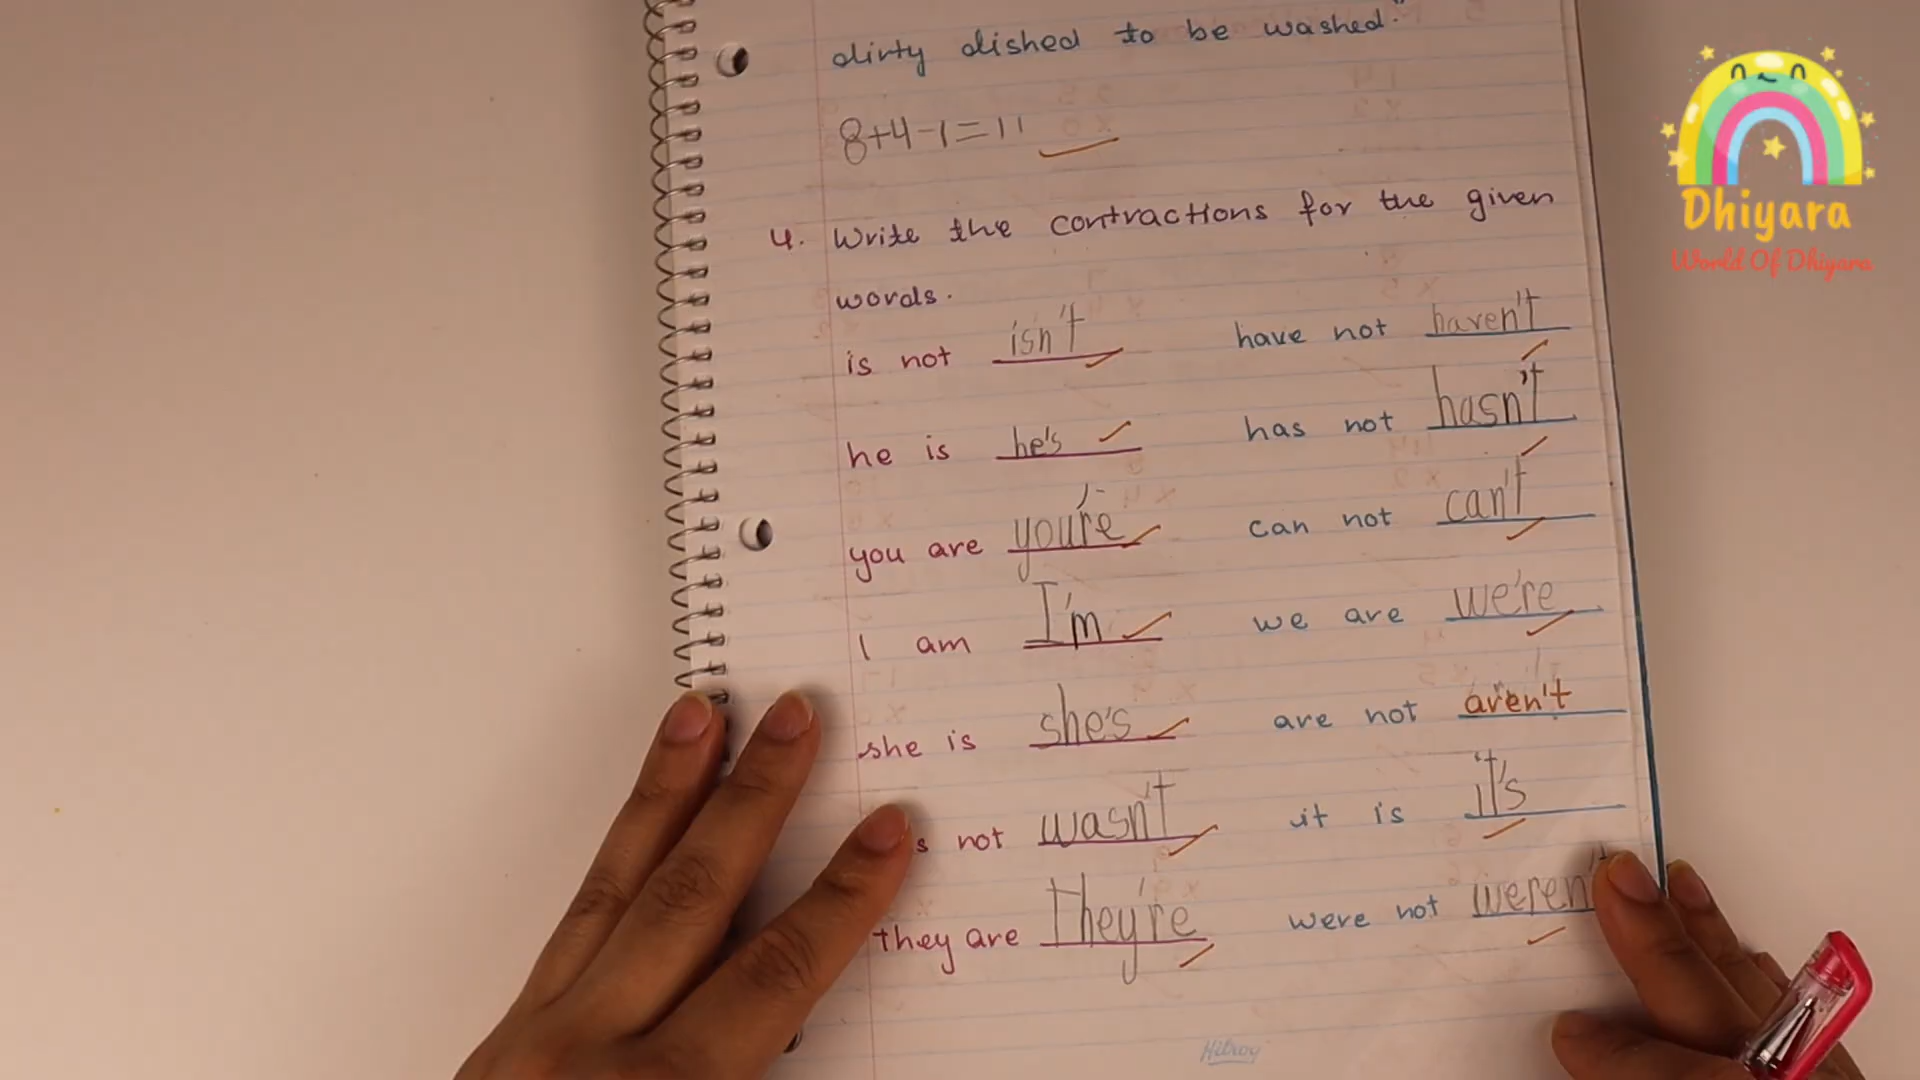 dirty dished to be washed."
8+4-1=11
4. Write the contractions for the given
words.
is not isn't have not haven't
he is he's has not hasn't
you are you're can not can't
I am I'm we are we're
she is she's are not aren't
s not wasn't it is it's
they are They're were not weren't
Hilroy
Dhiyara
World Of Dhiyara